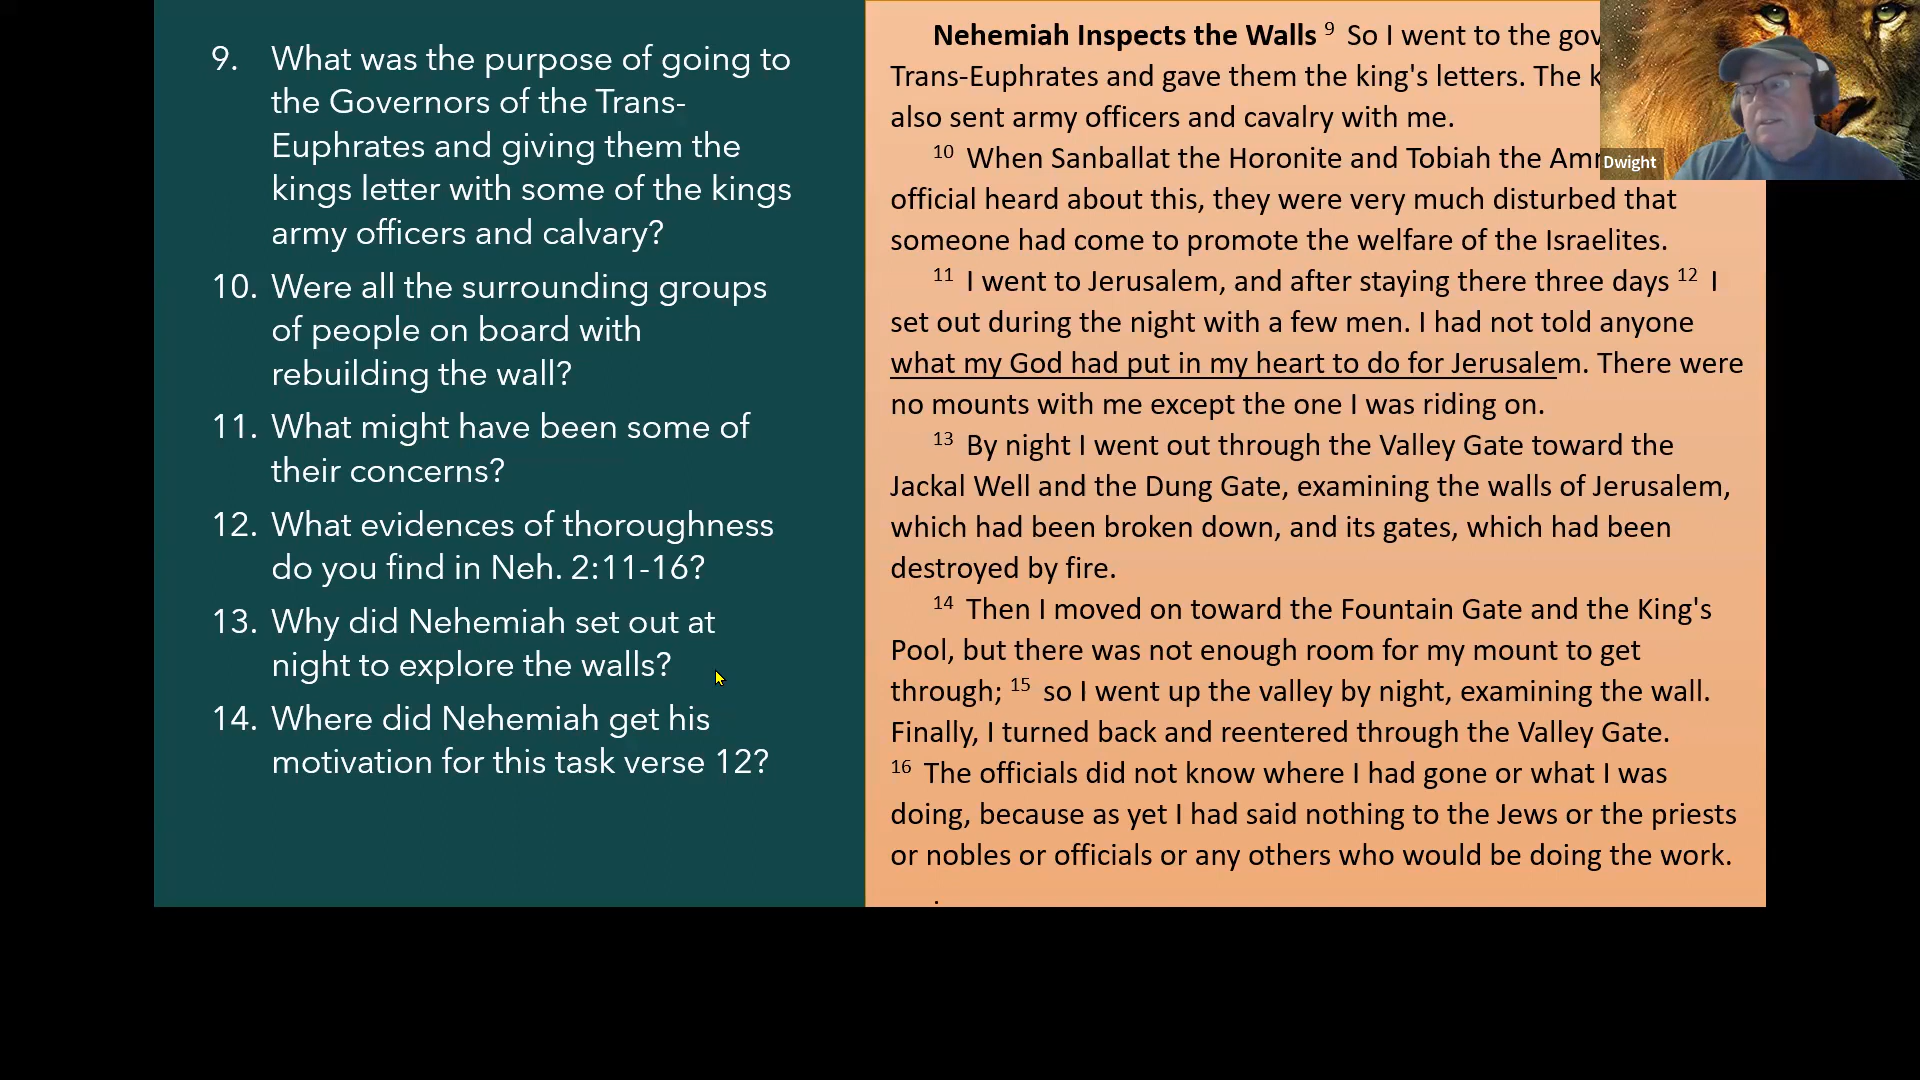 9. What was the purpose of going to
the Governors of the Trans-
Euphrates and giving them the
kings letter with some of the kings
army officers and calvary?
10. Were all the surrounding groups
of people on board with
rebuilding the wall?
11. What might have been some of
their concerns?
12. What evidences of thoroughness
do you find in Neh. 2:11-16?
13. Why did Nehemiah set out at
night to explore the walls?
14. Where did Nehemiah get his
motivation for this task verse 12?
Nehemiah Inspects the Walls 9 So I went to the
Trans-Euphrates and gave them the king's letters. The
also sent army officers and cavalry with me.
10 When Sanballat the Horonite and Tobiah the
official heard about this, they were very much disturbed that
someone had come to promote the welfare of the Israelites.
11 I went to Jerusalem, and after staying there three days 12 I
set out during the night with a few men. I had not told anyone
what my God had put in my heart to do for Jerusalem. There were
no mounts with me except the one I was riding on.
13 By night I went out through the Valley Gate toward the
Jackal Well and the Dung Gate, examining the walls of Jerusalem,
which had been broken down, and its gates, which had been
destroyed by fire.
14 Then I moved on toward the Fountain Gate and the King's
Pool, but there was not enough room for my mount to get
through; 15 so I went up the valley by night, examining the wall.
Finally, I turned back and reentered through the Valley Gate.
16 The officials did not know where I had gone or what I was
doing, because as yet I had said nothing to the Jews or the priests
or nobles or officials or any others who would be doing the work.
.
Dwight